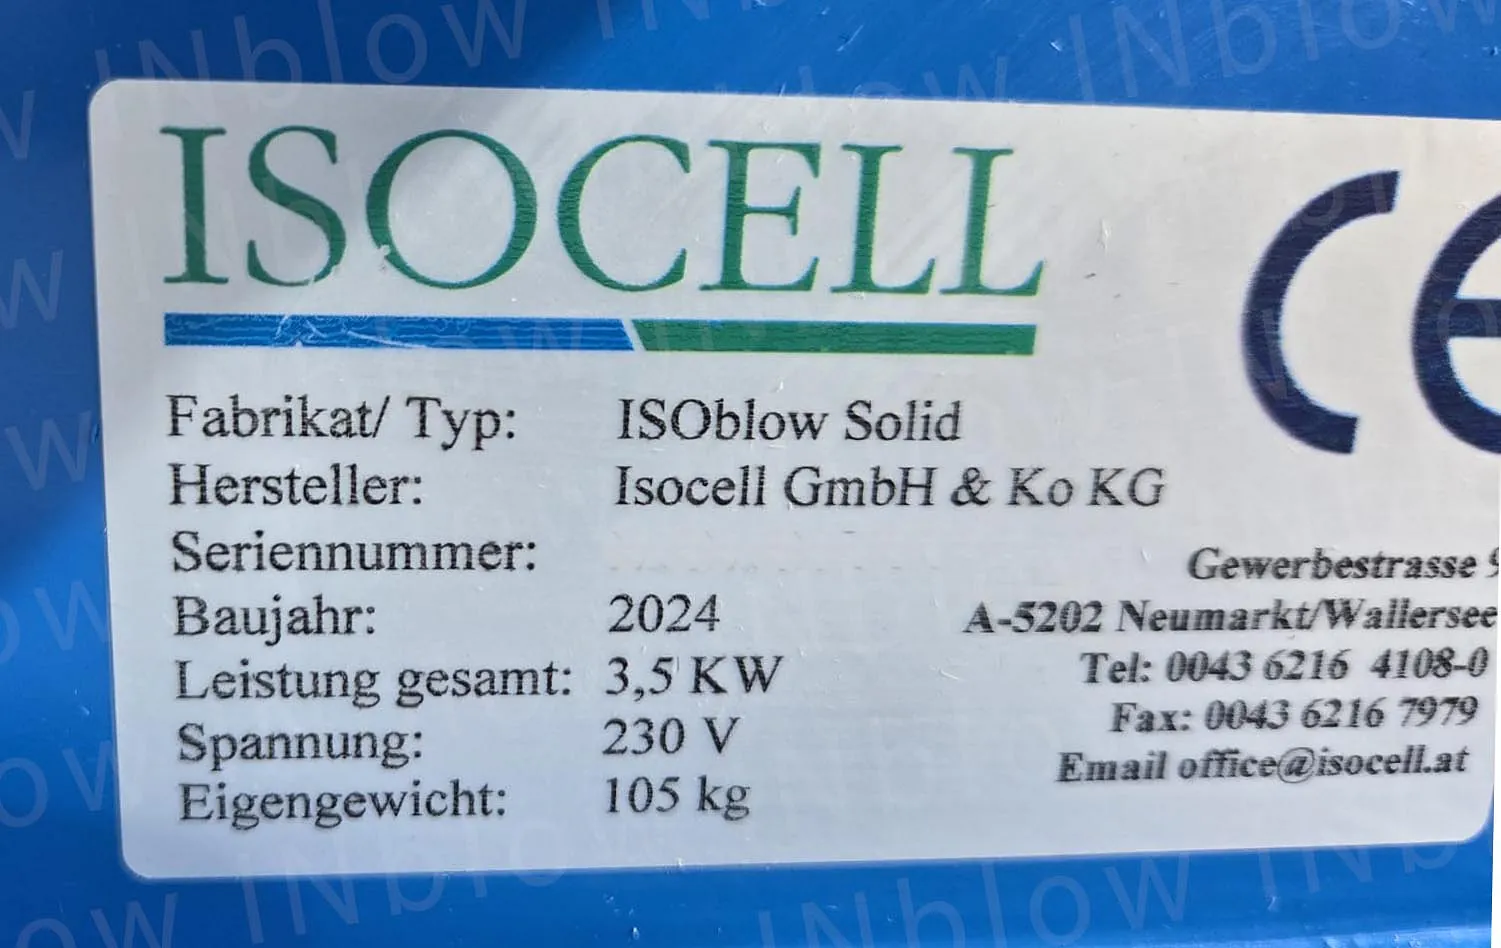 ISOCELL
CE
Fabrikat/ Typ: ISOblow Solid
Hersteller: Isocell GmbH & Ko KG
Seriennummer:
Baujahr: 2024
Leistung gesamt: 3,5 KW
Spannung: 230 V
Eigengewicht: 105 kg
Gewerbestrasse
A-5202 Neumarkt/Wallersee
Tel: 0043 6216 4108-0
Fax: 0043 6216 7979
Email office@isocell.at
INblow